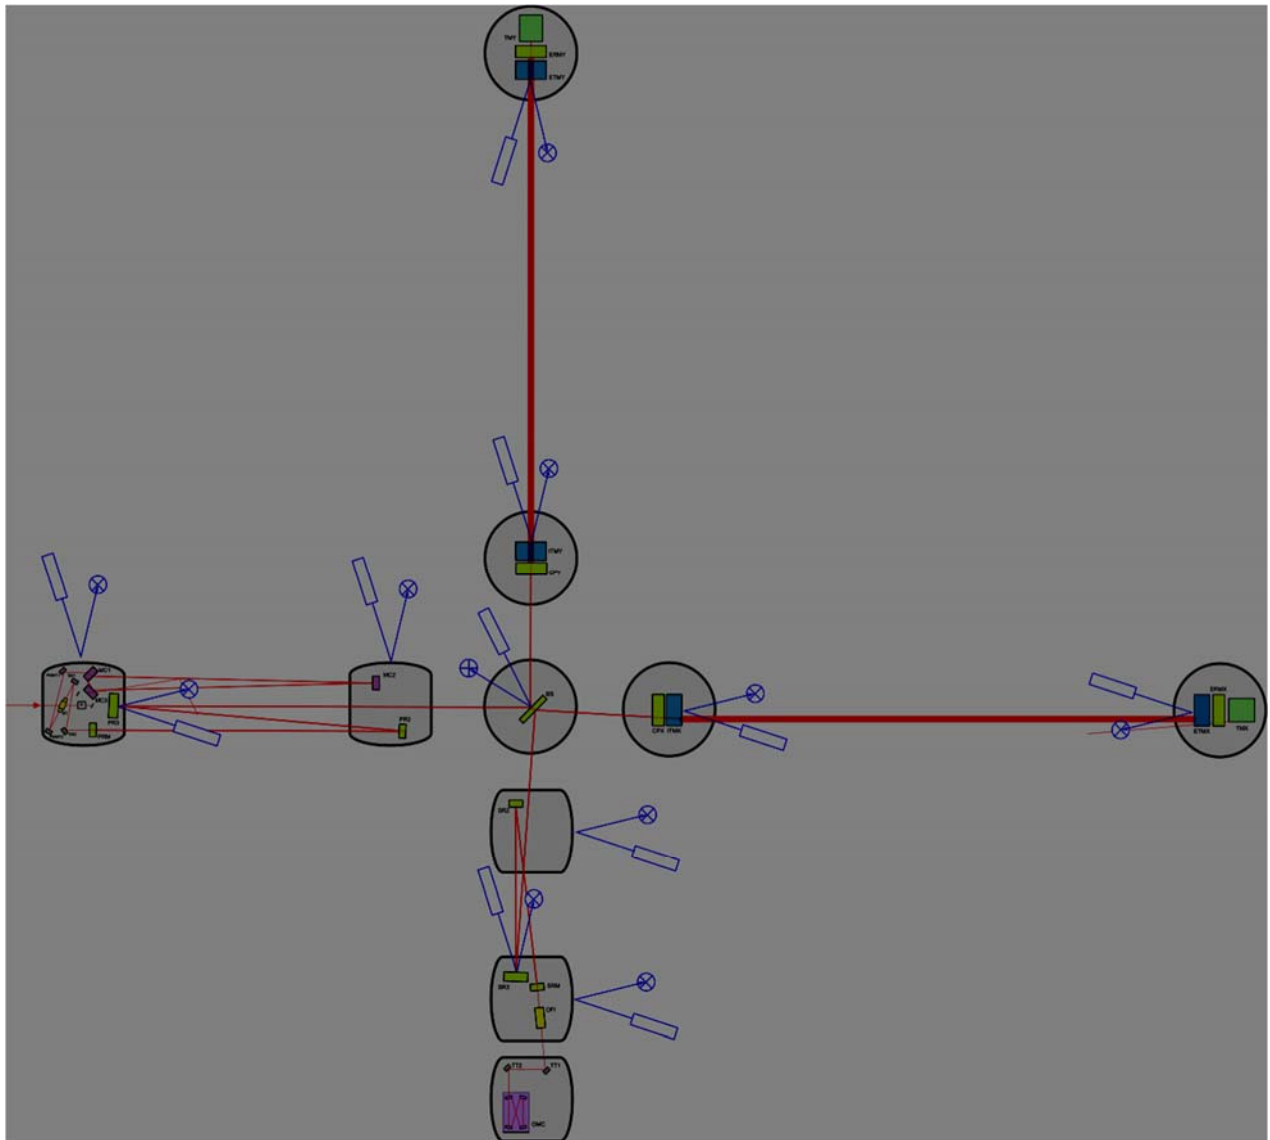 TMY
ERMY
ETMY
ITMY
CPY
MC1
MC2
MC3
PR3
PRM
PR2
BS
CPX ITMX
ERMX
ETMX
TMX
SR2
SR3
SRM
OFI
TT2
TT1
OMC